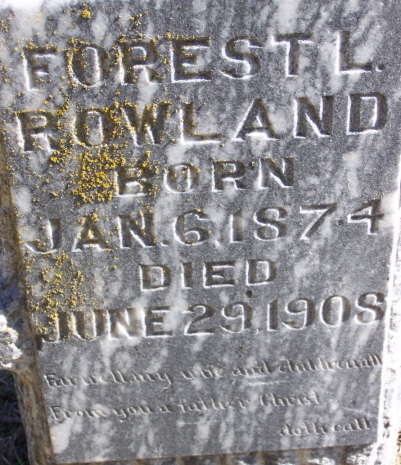 FOREST L.
ROWLAND
BORN
JAN. 6, 1874
DIED
JUNE 29, 1908
Farwell my wife and children all
From you a father Christ
doth call